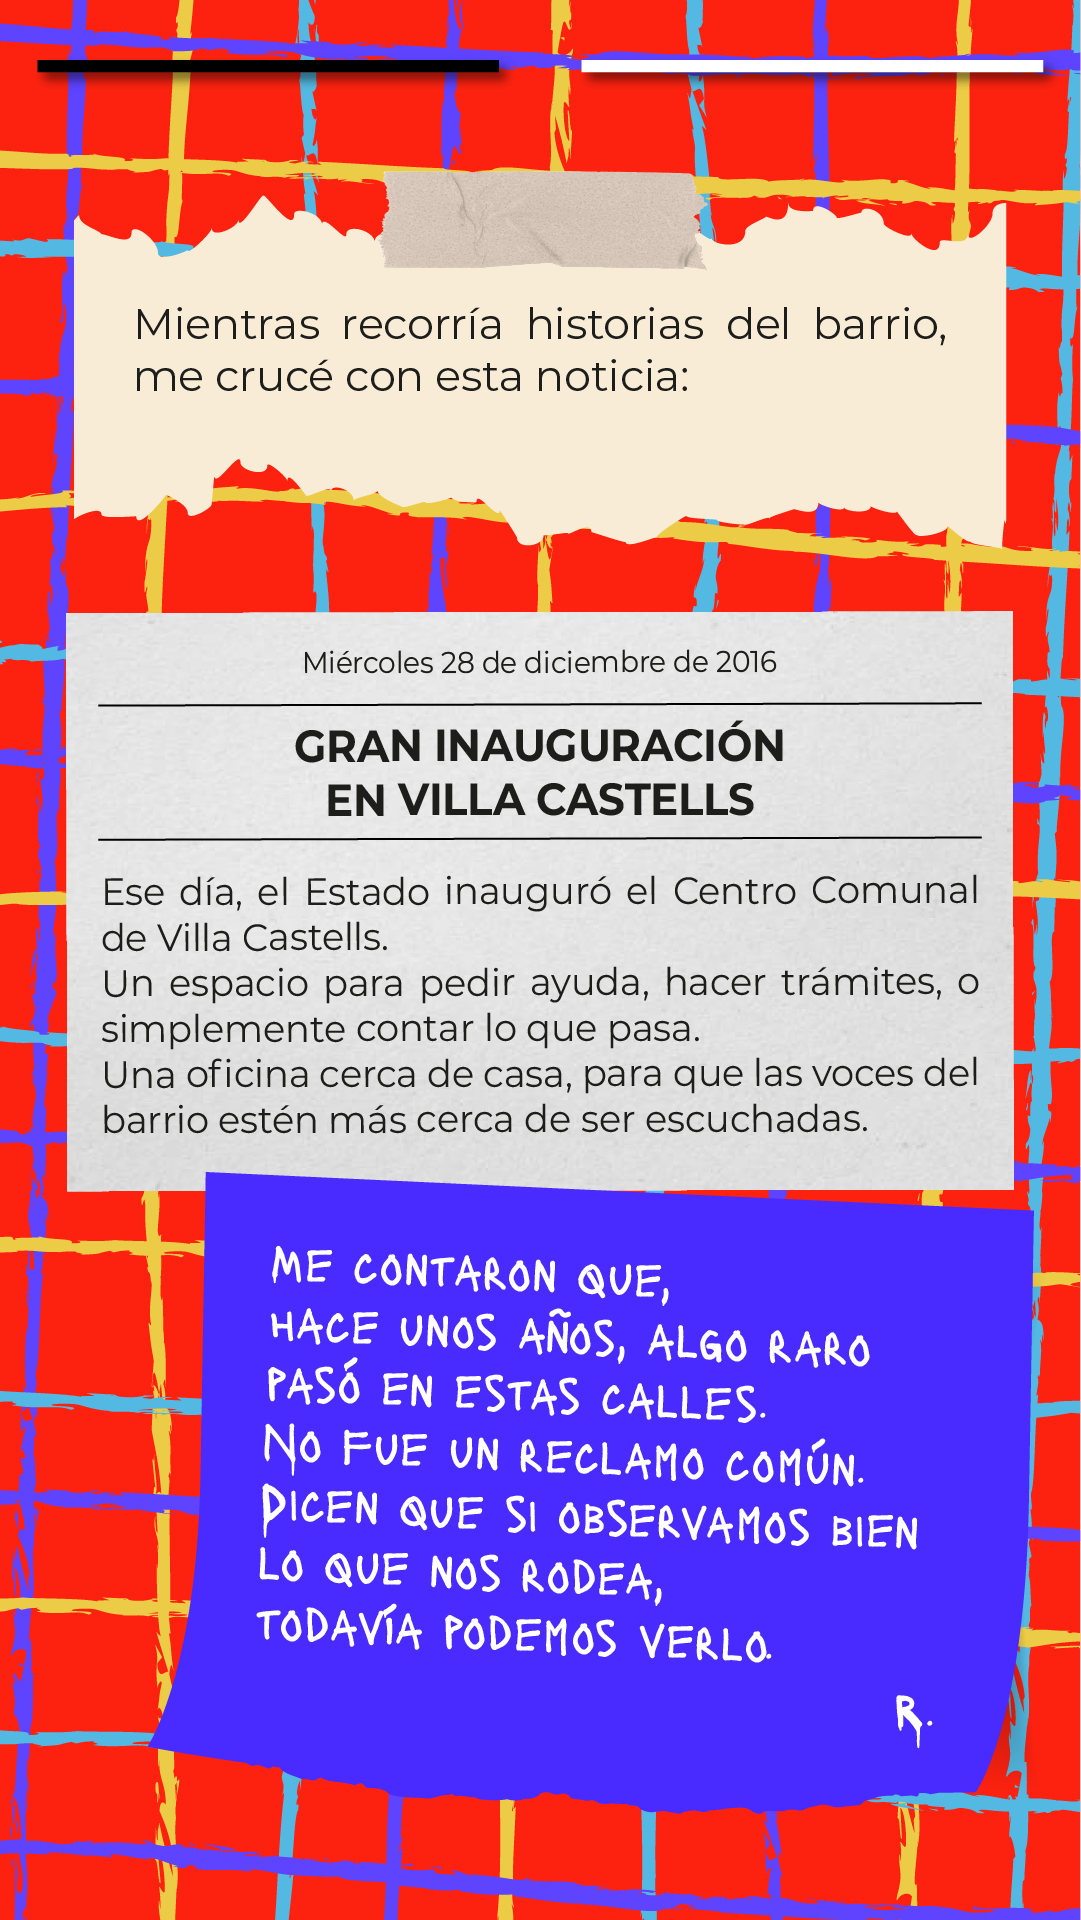 Mientras recorría historias del barrio,
me crucé con esta noticia:
Miércoles 28 de diciembre de 2016
GRAN INAUGURACIÓN
EN VILLA CASTELLS
Ese día, el Estado inauguró el Centro Comunal
de Villa Castells.
Un espacio para pedir ayuda, hacer trámites, o
simplemente contar lo que pasa.
Una oficina cerca de casa, para que las voces del
barrio estén más cerca de ser escuchadas.
ME CONTARON QUE,
HACE UNOS AÑOS, ALGO RARO
PASÓ EN ESTAS CALLES.
NO FUE UN RECLAMO COMÚN.
DICEN QUE SI OBSERVAMOS BIEN
LO QUE NOS RODEA,
TODAVÍA PODEMOS VERLO.
R.